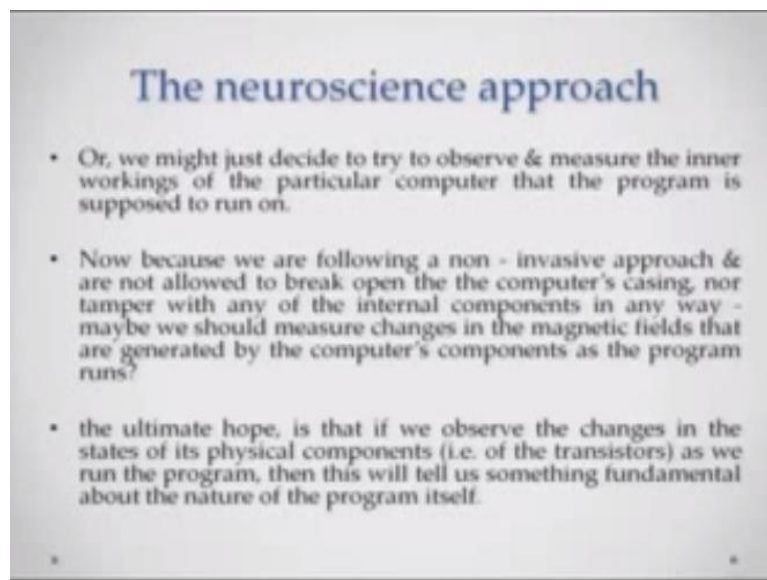 The neuroscience approach
• Or, we might just decide to try to observe & measure the inner
workings of the particular computer that the program is
supposed to run on.
• Now because we are following a non - invasive approach &
are not allowed to break open the the computer's casing, nor
tamper with any of the internal components in any way -
maybe we should measure changes in the magnetic fields that
are generated by the computer's components as the program
runs?
• the ultimate hope, is that if we observe the changes in the
states of its physical components (i.e. of the transistors) as we
run the program, then this will tell us something fundamental
about the nature of the program itself.